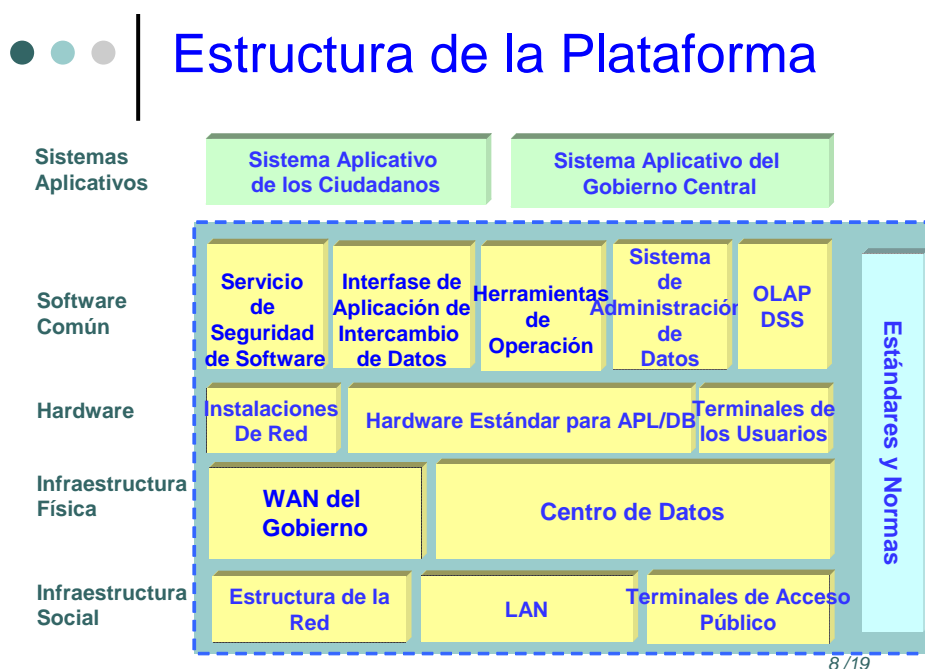 Estructura de la Plataforma
Sistemas
Aplicativos
Sistema Aplicativo
de los Ciudadanos
Sistema Aplicativo del
Gobierno Central
Software
Común
Servicio
de
Seguridad
de Software
Interfase de
Aplicación de
Intercambio
de Datos
Herramientas
de
Operación
Sistema
de
Administración
de
Datos
OLAP
DSS
Estándares y Normas
Hardware
Instalaciones
De Red
Hardware Estándar para APL/DB
Terminales de
los Usuarios
Infraestructura
Física
WAN del
Gobierno
Centro de Datos
Infraestructura
Social
Estructura de la
Red
LAN
Terminales de Acceso
Público
8 /19